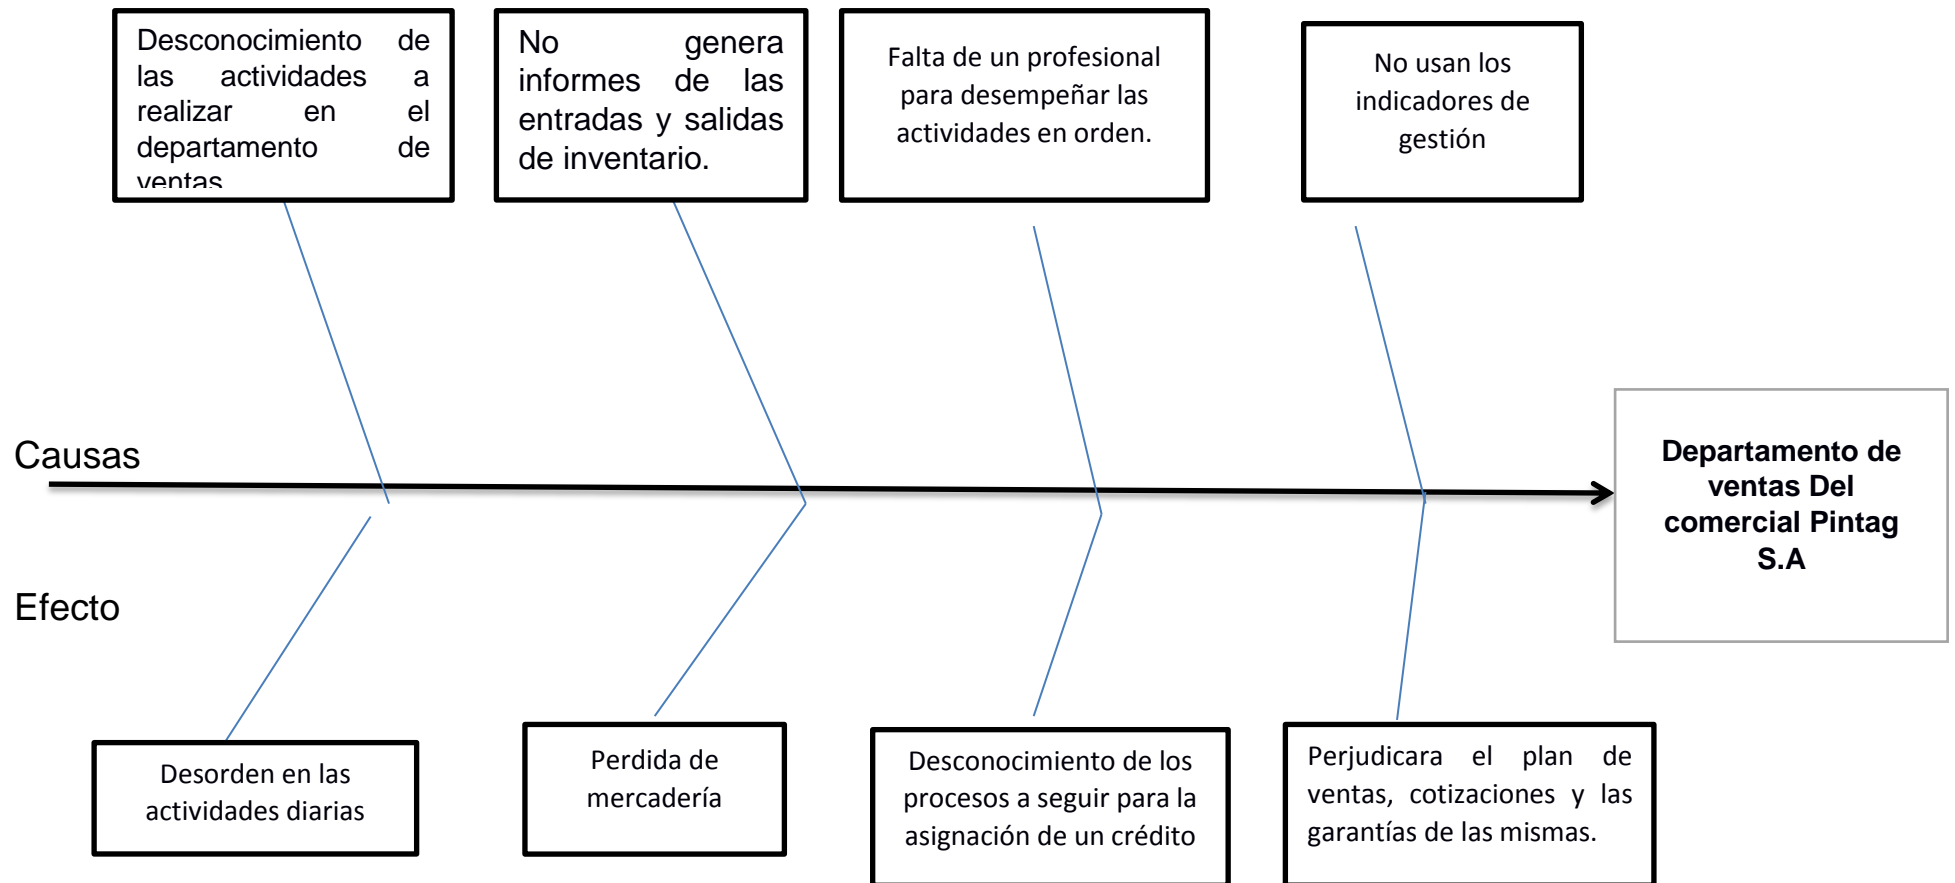 Desconocimiento de
las actividades a
realizar en el
departamento de
ventas
No genera
informes de las
entradas y salidas
de inventario.
Falta de un profesional
para desempeñar las
actividades en orden.
No usan los
indicadores de
gestión
Causas
Departamento de
ventas Del
comercial Pintag
S.A
Efecto
Desorden en las
actividades diarias
Perdida de
mercadería
Desconocimiento de los
procesos a seguir para la
asignación de un crédito
Perjudicara el plan de
ventas, cotizaciones y las
garantías de las mismas.